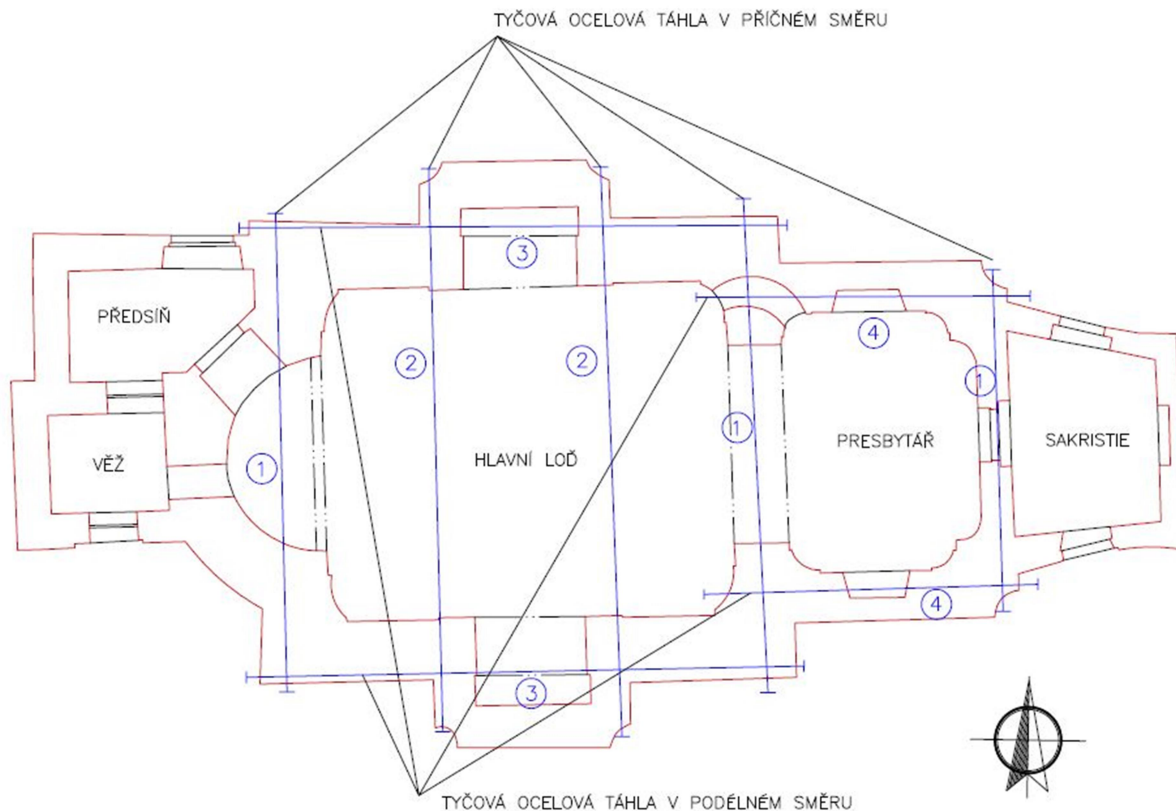 TYČOVÁ OCELOVÁ TÁHLA V PŘÍČNÉM SMĚRU
3
PŘEDSÍŇ
4
2
2
1
1
VĚŽ
1
HLAVNÍ LOĎ
PRESBYTÁŘ
SAKRISTIE
4
3
TYČOVÁ OCELOVÁ TÁHLA V PODÉLNÉM SMĚRU